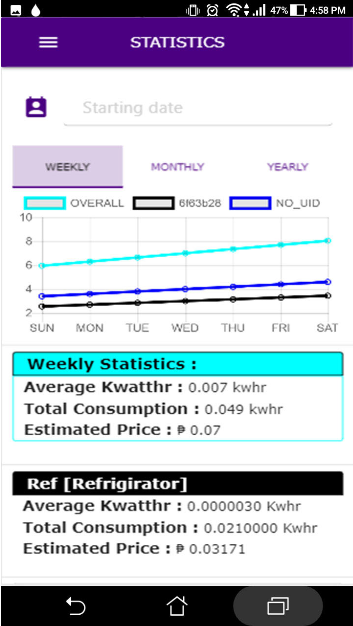 47% 4:58 PM
STATISTICS
Starting date
WEEKLY MONTHLY YEARLY
OVERALL 6f63b28 NO_UID
10
8
6
4
2
SUN MON TUE WED THU FRI SAT
Weekly Statistics :
Average Kwatthr : 0.007 kwhr
Total Consumption : 0.049 kwhr
Estimated Price : ₱ 0.07
Ref [Refrigirator]
Average Kwatthr : 0.0000030 Kwhr
Total Consumption : 0.0210000 Kwhr
Estimated Price : ₱ 0.03171